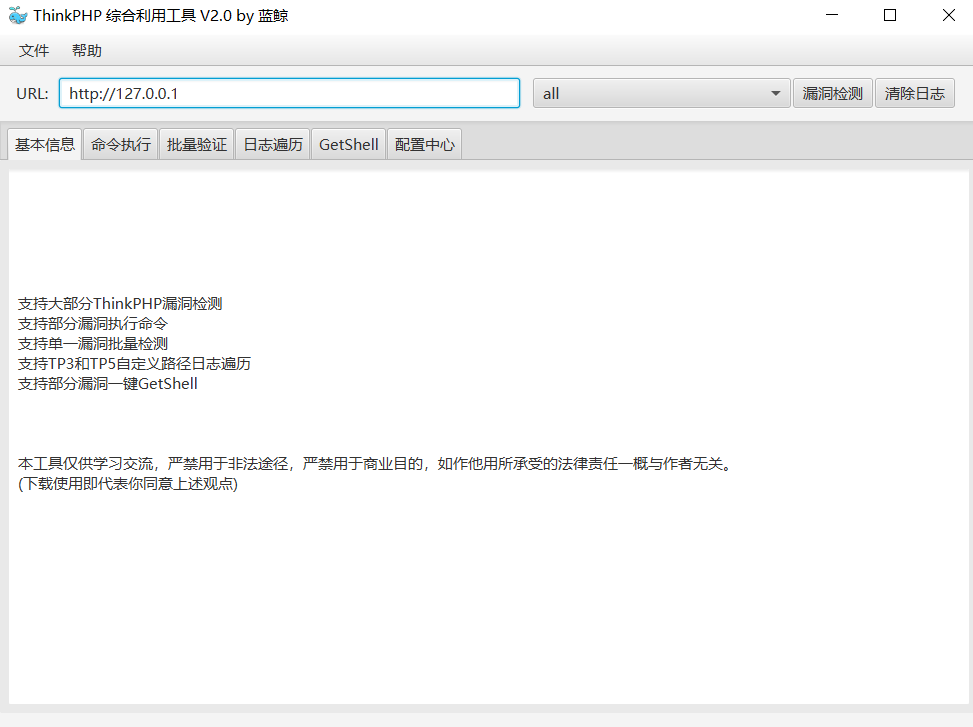 ThinkPHP 综合利用工具 V2.0 by 蓝鲸
文件 帮助
URL: http://127.0.0.1 all 漏洞检测 清除日志
基本信息 命令执行 批量验证 日志遍历 GetShell 配置中心
支持大部分ThinkPHP漏洞检测
支持部分漏洞执行命令
支持单一漏洞批量检测
支持TP3和TP5自定义路径日志遍历
支持部分漏洞一键GetShell
本工具仅供学习交流，严禁用于非法途径，严禁用于商业目的，如作他用所承受的法律责任一概与作者无关。
(下载使用即代表你同意上述观点)